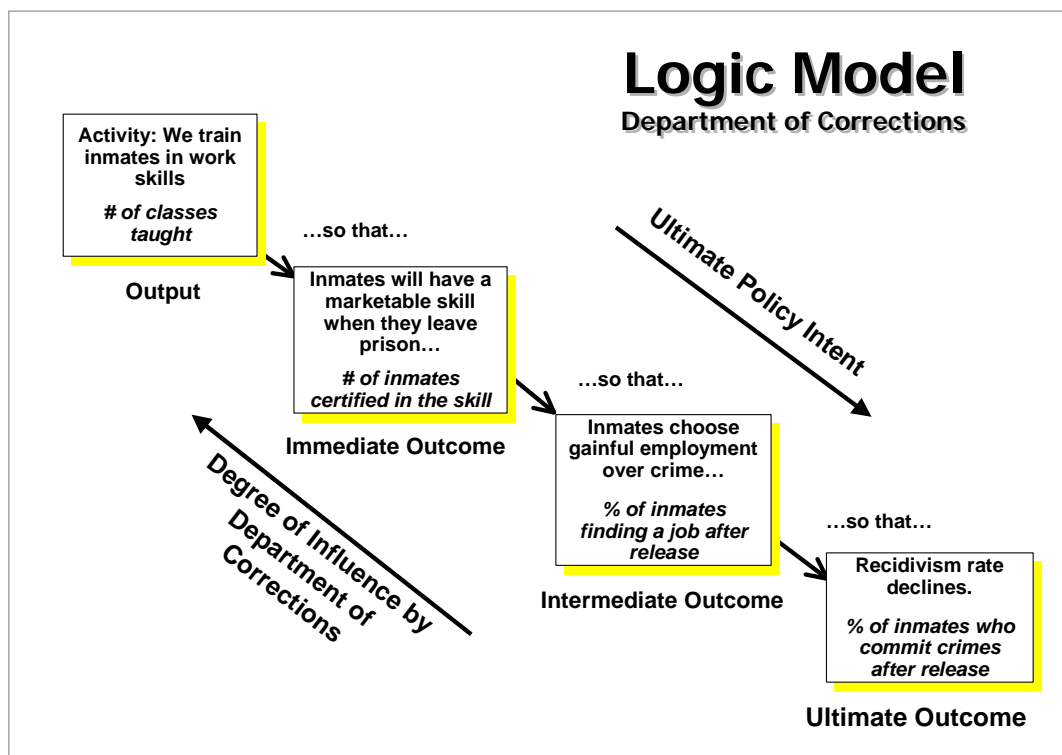 Logic Model
Department of Corrections
Activity: We train
inmates in work
skills
# of classes
taught
Output
…so that…
Inmates will have a
marketable skill
when they leave
prison…
# of inmates
certified in the skill
Immediate Outcome
…so that…
Inmates choose
gainful employment
over crime…
% of inmates
finding a job after
release
Intermediate Outcome
…so that…
Recidivism rate
declines.
% of inmates who
commit crimes
after release
Ultimate Outcome
Ultimate Policy Intent
Degree of Influence by
Department of
Corrections